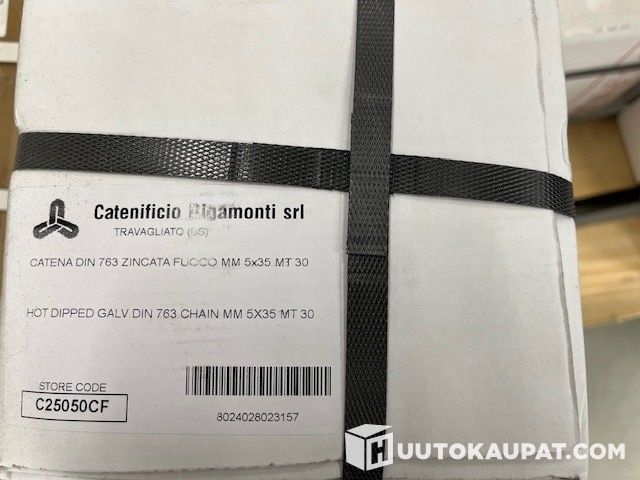 Catenificio Rigamonti srl
TRAVAGLIATO (BS)
CATENA DIN 763 ZINCATA FUOCO MM 5x35 MT 30
HOT DIPPED GALV DIN 763 CHAIN MM 5X35 MT 30
STORE CODE
C25050CF
8024028023157
HUUTOKAUPAT.COM